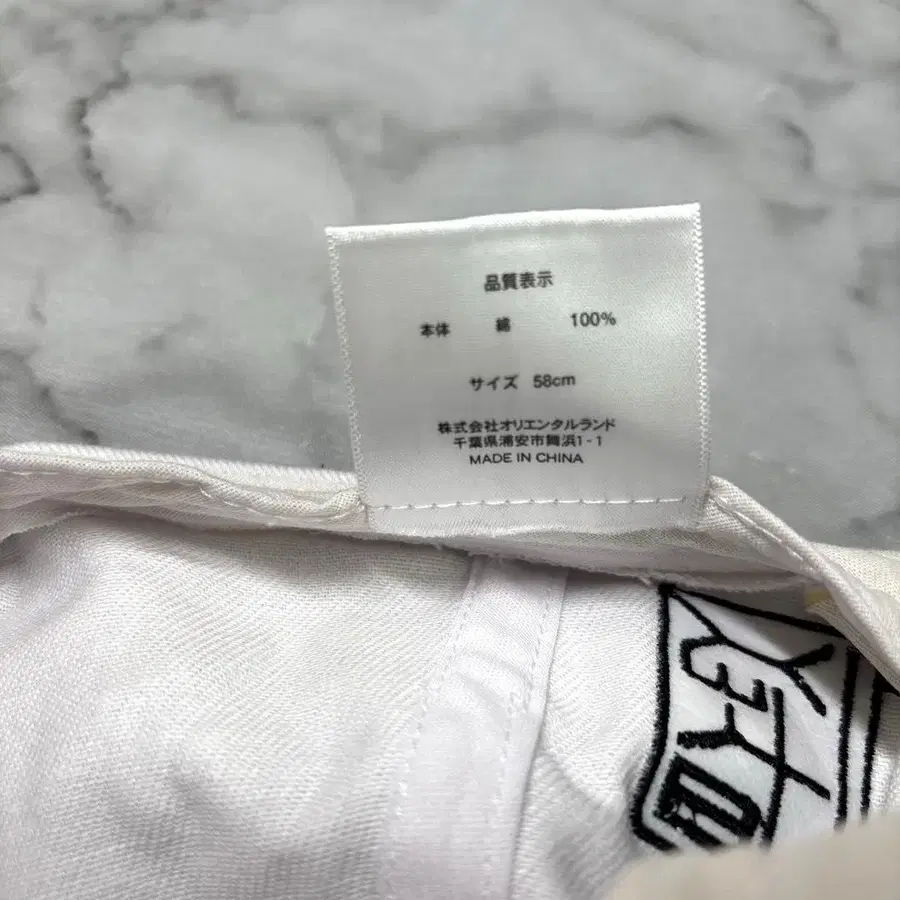 品質表示
本体 綿 100%
サイズ 58cm
株式会社オリエンタルランド
千葉県浦安市舞浜1-1
MADE IN CHINA